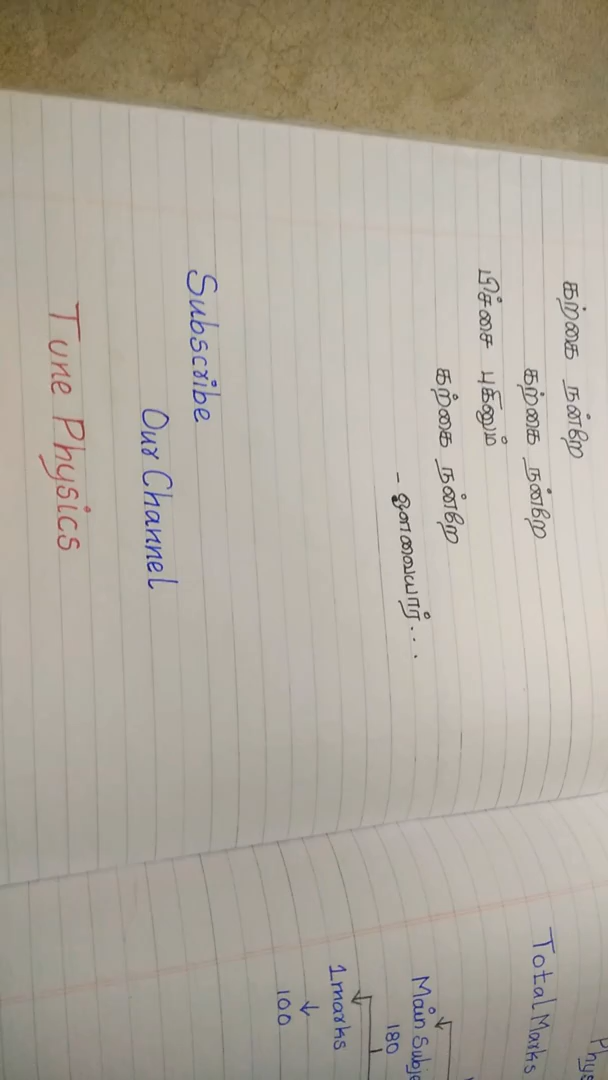 கற்கை நன்றே
கற்கை நன்றே
பிச்சை புகினும்
கற்கை நன்றே
- ஔவையார்...
Subscribe
Our Channel
Tune Physics
Total Marks
Main
180
1 marks
100